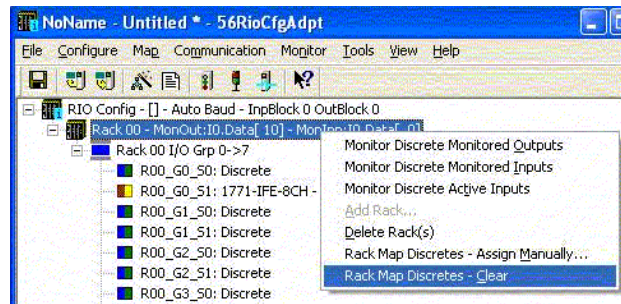 NoName - Untitled * - 56RioCfgAdpt
File Configure Map Communication Monitor Tools View Help
RIO Config - [] - Auto Baud - InpBlock 0 OutBlock 0
Rack 00 - MonOut:I0.Data[ 10] - MonInp:I0.Data[ 0]
Rack 00 I/O Grp 0->7
R00_G0_S0: Discrete
R00_G0_S1: 1771-IFE-8CH -
R00_G1_S0: Discrete
R00_G1_S1: Discrete
R00_G2_S0: Discrete
R00_G2_S1: Discrete
R00_G3_S0: Discrete
Monitor Discrete Monitored Outputs
Monitor Discrete Monitored Inputs
Monitor Discrete Active Inputs
Add Rack...
Delete Rack(s)
Rack Map Discretes - Assign Manually...
Rack Map Discretes - Clear